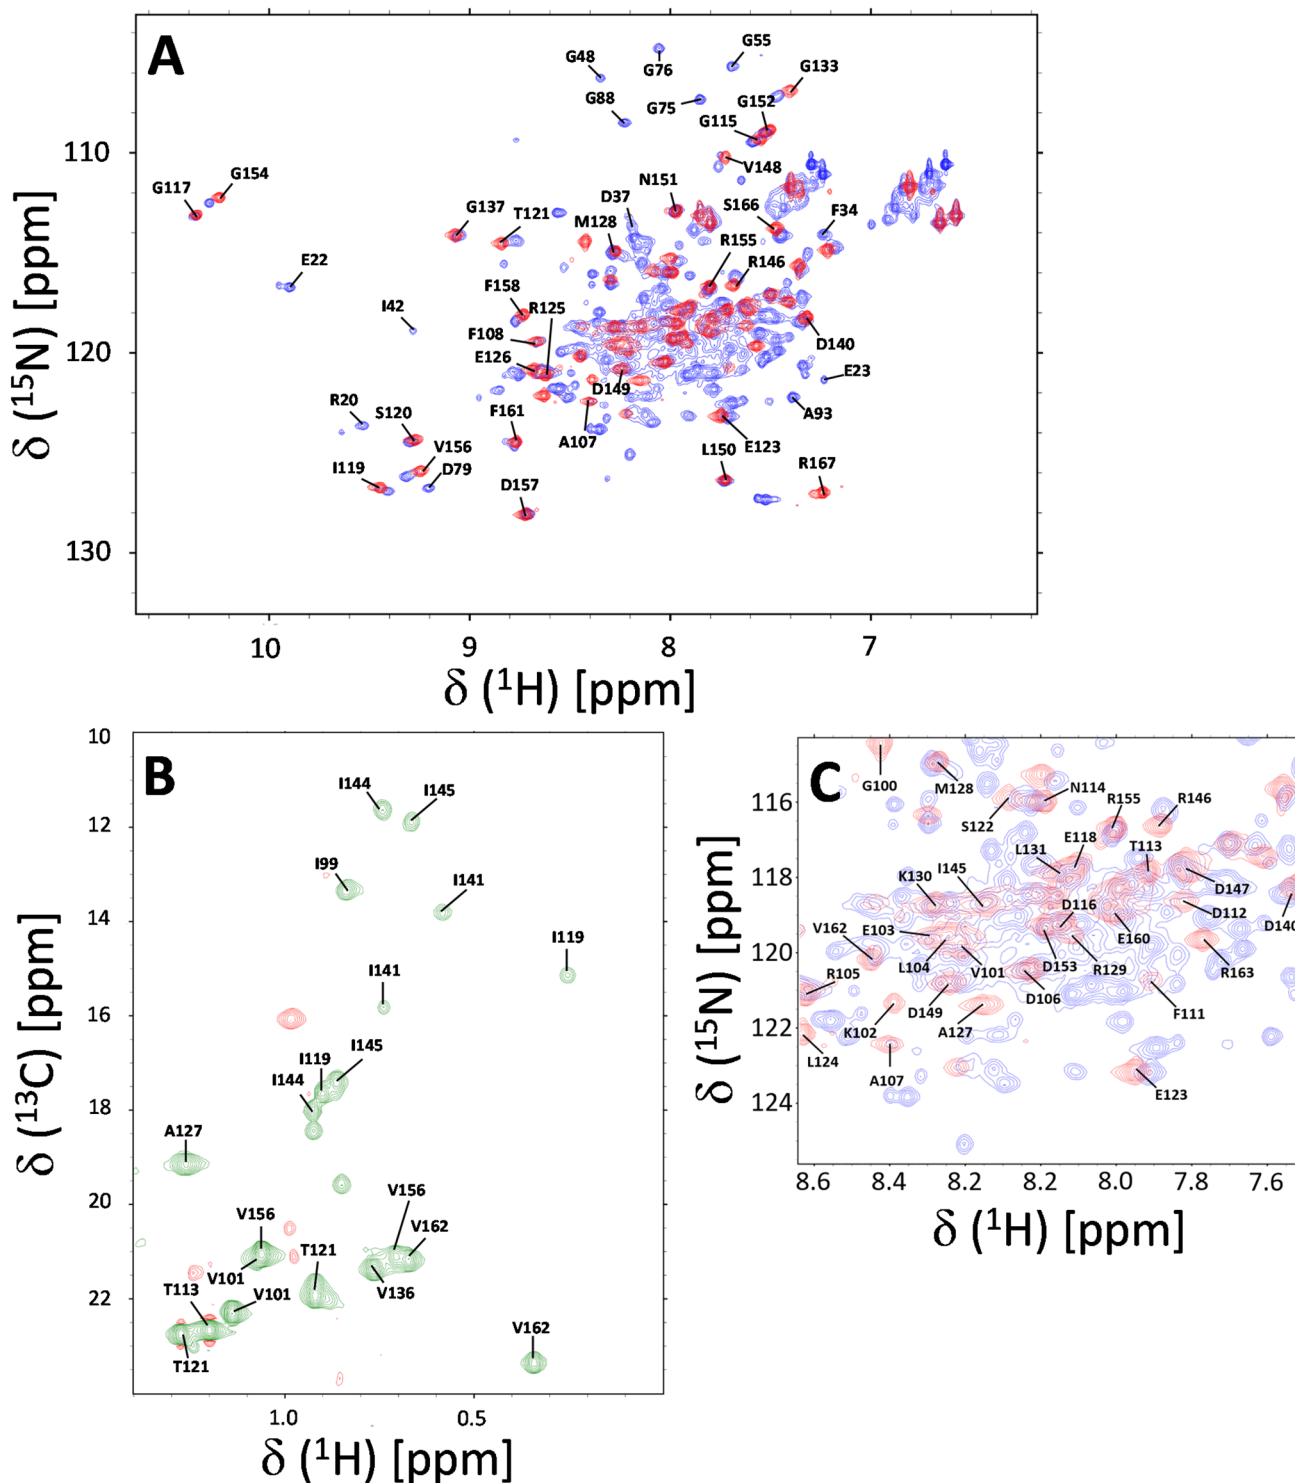 A
G48
G76
G55
G133
G88
G75
G152
G115
110
V148
G154
G117
N151
D37
S166
G137
T121
M128
F34
R155
E22
R146
F158
I42
R125
F108
120
E126
D140
D149
E23
R20
S120
F161
A93
A107
E123
V156
L150
I119
D79
R167
D157
130
δ (15N) [ppm]
10 9 8 7
δ (1H) [ppm]
B
10
I144
I145
12
I99
I141
14
I119
I141
16
I119
I145
I144
18
A127
20
V156
V156
V162
T121
V101
T113
V101
V136
22
V162
T121
δ (13C) [ppm]
1.0 0.5
δ (1H) [ppm]
C
G100
M128
N114
116
S122
R155
R146
E118
L131
T113
K130
I145
118
D147
D116
D112
V162
E103
E160
D140
120
L104
V101
D153
R129
R163
R105
D106
F111
K102
D149
A127
122
L124
A107
E123
124
δ (15N) [ppm]
8.6 8.4 8.2 8.0 7.8 7.6
δ (1H) [ppm]